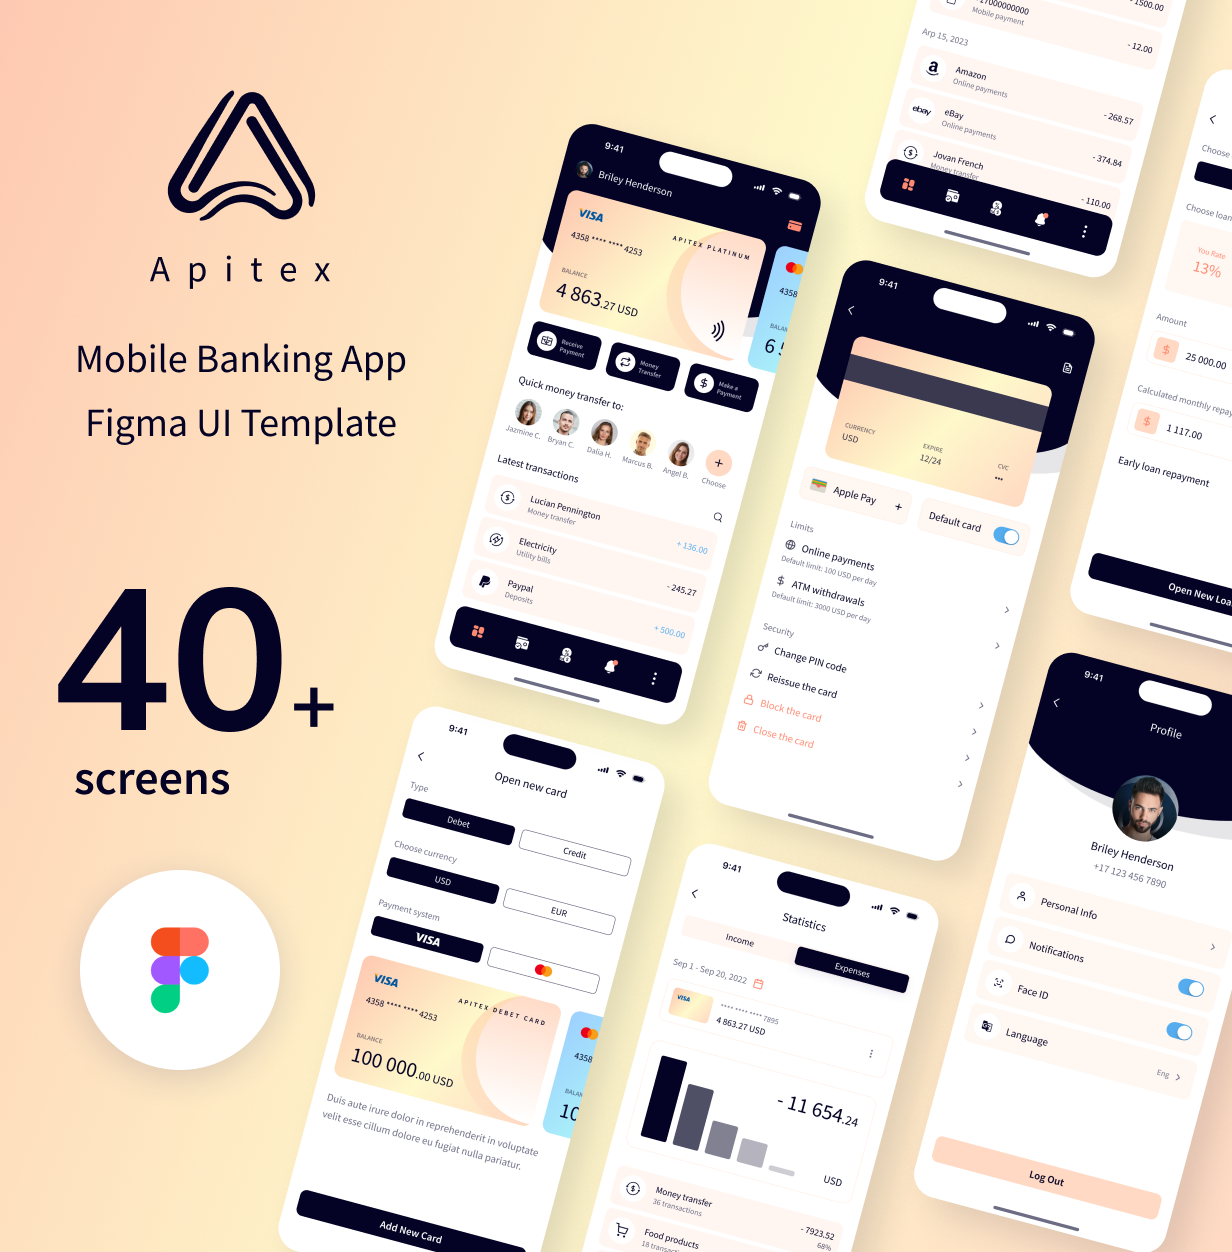 Apitex
Mobile Banking App
Figma UI Template
40+
screens
9:41
Briley Henderson
VISA
APITEX PLATINUM
4358 **** **** 4253
BALANCE
4 863.27 USD
4358
Receive
Payment
Money
Transfer
Make a
Payment
Quick money transfer to:
Jazmine C.
Bryan C.
Dalia H.
Marcus B.
Angel B.
Choose
Latest transactions
Lucian Pennington
Money transfer
+ 136.00
Electricity
Utility bills
- 245.27
Paypal
Deposits
+ 500.00
- 1500.00
Mobile payment
- 12.00
Arp 15, 2023
Amazon
Online payments
- 268.57
ebay
eBay
Online payments
- 374.84
Jovan French
Money transfer
- 110.00
9:41
CURRENCY
USD
EXPIRE
12/24
CVC
***
Apple Pay
+
Default card
Limits
Online payments
Default limit: 100 USD per day
ATM withdrawals
Default limit: 3000 USD per day
Security
Change PIN code
Reissue the card
Block the card
Close the card
Choose
Choose loan
You Rate
13%
Amount
$
25 000.00
Calculated monthly repay
$
1 117.00
Early loan repayment
Open New Loa
9:41
Open new card
Type
Debet
Credit
Choose currency
USD
EUR
Payment system
VISA
VISA
APITEX DEBET CARD
4358 **** **** 4253
BALANCE
100 000.00 USD
4358
10
Duis aute irure dolor in reprehenderit in voluptate
velit esse cillum dolore eu fugiat nulla pariatur.
Add New Card
9:41
Statistics
Income
Expenses
Sep 1 - Sep 20, 2022
VISA
**** **** **** 7895
4 863.27 USD
- 11 654.24
USD
Money transfer
36 transactions
- 7923.52
68%
Food products
9:41
Profile
Briley Henderson
+17 123 456 7890
Personal Info
Notifications
Face ID
Language
Eng
Log Out